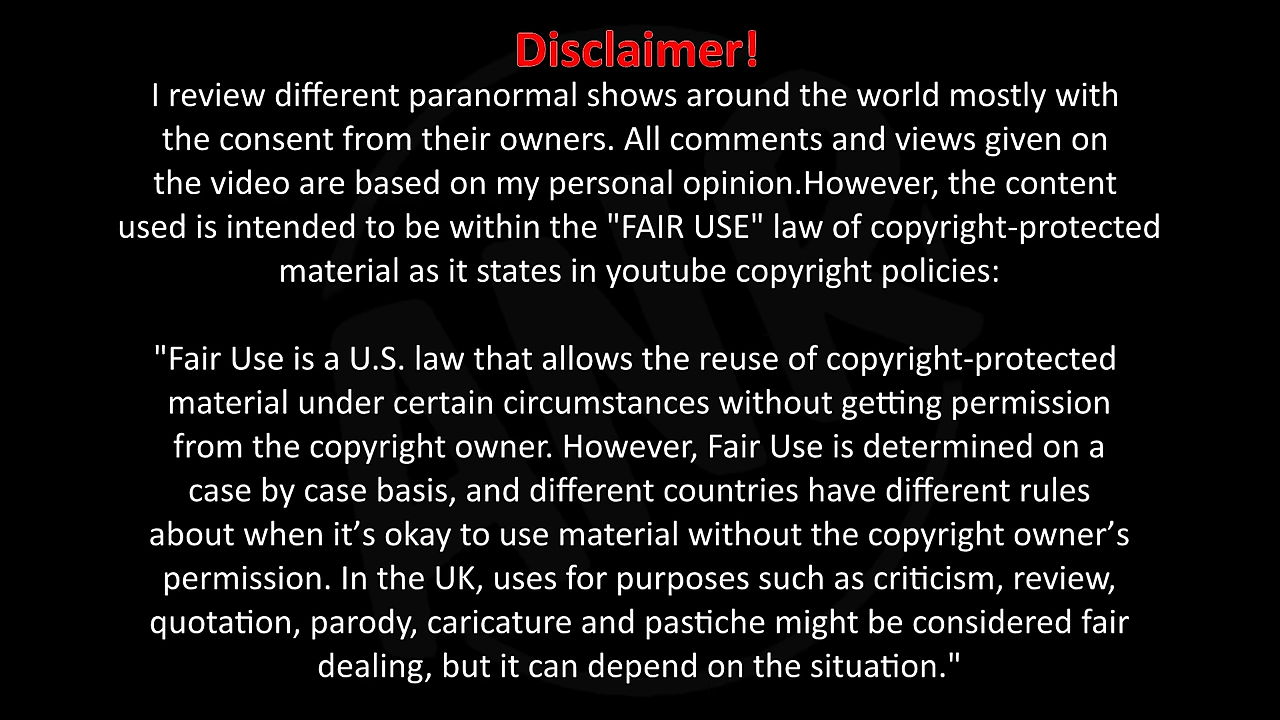 Disclaimer!
I review different paranormal shows around the world mostly with
the consent from their owners. All comments and views given on
the video are based on my personal opinion.However, the content
used is intended to be within the "FAIR USE" law of copyright-protected
material as it states in youtube copyright policies:
"Fair Use is a U.S. law that allows the reuse of copyright-protected
material under certain circumstances without getting permission
from the copyright owner. However, Fair Use is determined on a
case by case basis, and different countries have different rules
about when it’s okay to use material without the copyright owner’s
permission. In the UK, uses for purposes such as criticism, review,
quotation, parody, caricature and pastiche might be considered fair
dealing, but it can depend on the situation."
ANR